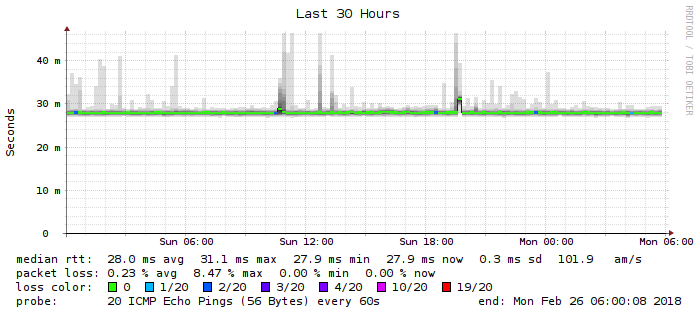 Last 30 Hours
RRDTOOL / TOBI OETIKER
Seconds
40 m
30 m
20 m
10 m
0
Sun 06:00 Sun 12:00 Sun 18:00 Mon 00:00 Mon 06:00
median rtt: 28.0 ms avg 31.1 ms max 27.9 ms min 27.9 ms now 0.3 ms sd 101.9 am/s
packet loss: 0.23 % avg 8.47 % max 0.00 % min 0.00 % now
loss color: 0 1/20 2/20 3/20 4/20 10/20 19/20
probe: 20 ICMP Echo Pings (56 Bytes) every 60s end: Mon Feb 26 06:00:08 2018